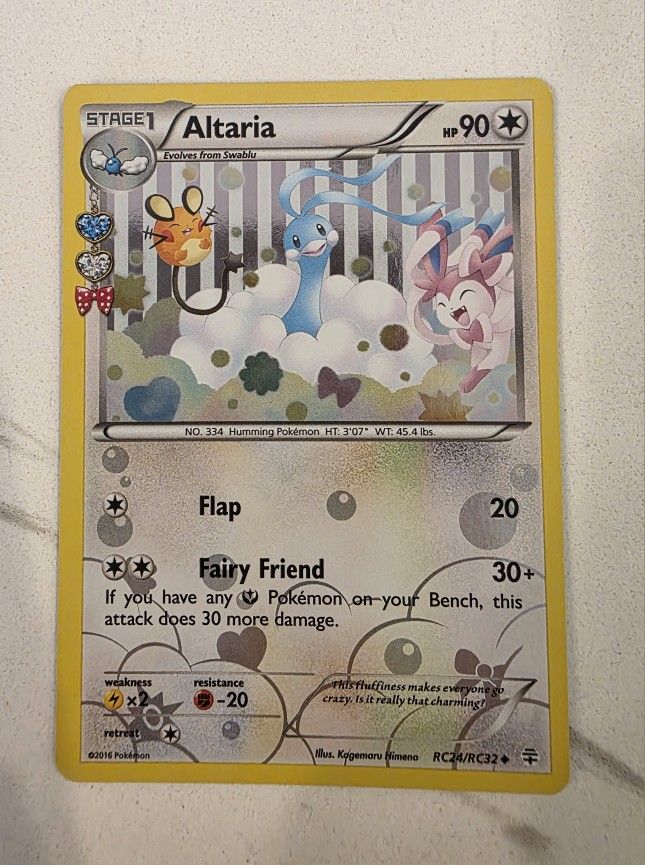 STAGE1 Altaria HP 90
Evolves from Swablu
NO. 334 Humming Pokémon HT: 3'07" WT: 45.4 lbs.
Flap 20
Fairy Friend 30+
If you have any Pokémon on your Bench, this
attack does 30 more damage.
weakness resistance
×2 -20
This fluffiness makes everyone go
crazy. Is it really that charming?
retreat
©2016 Pokémon Illus. Kagemaru Himeno RC24/RC32